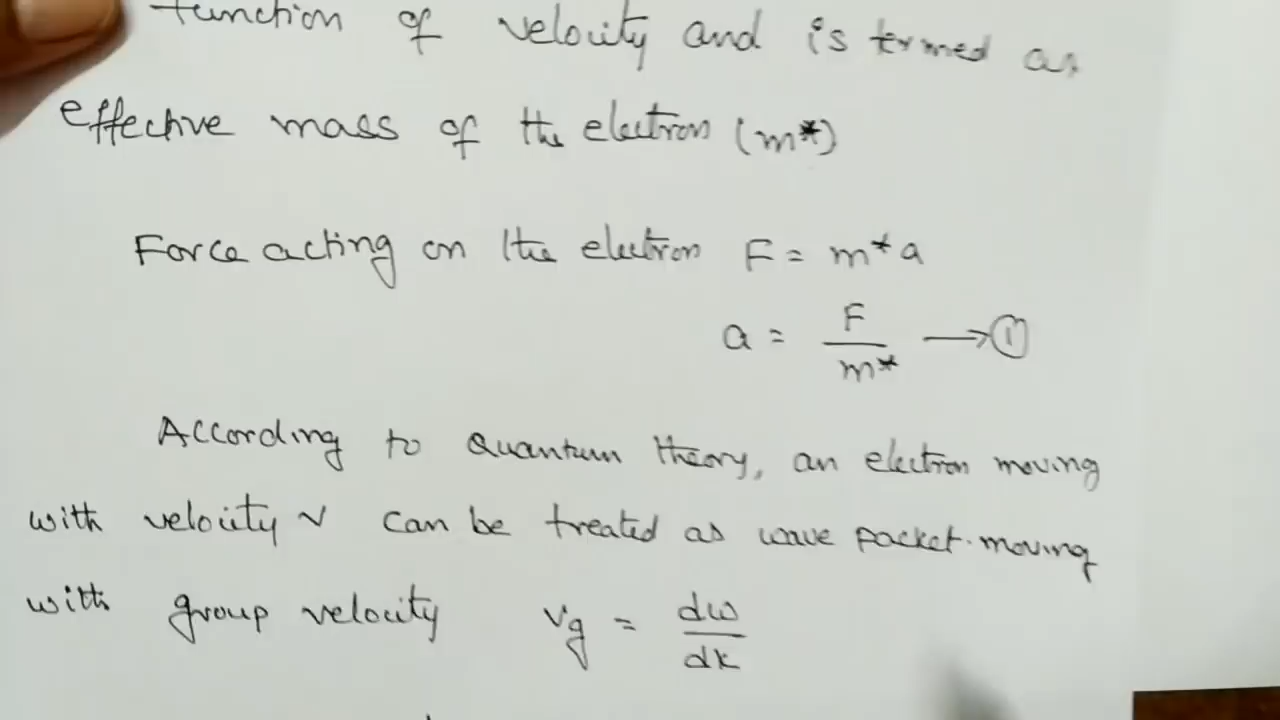 function of velocity and is termed as
effective mass of the electron (m*)
Force acting on the electron F = m*a
a = F/m* → ①
According to Quantum theory, an electron moving
with velocity v can be treated as wave packet moving
with group velocity vg = dω/dk